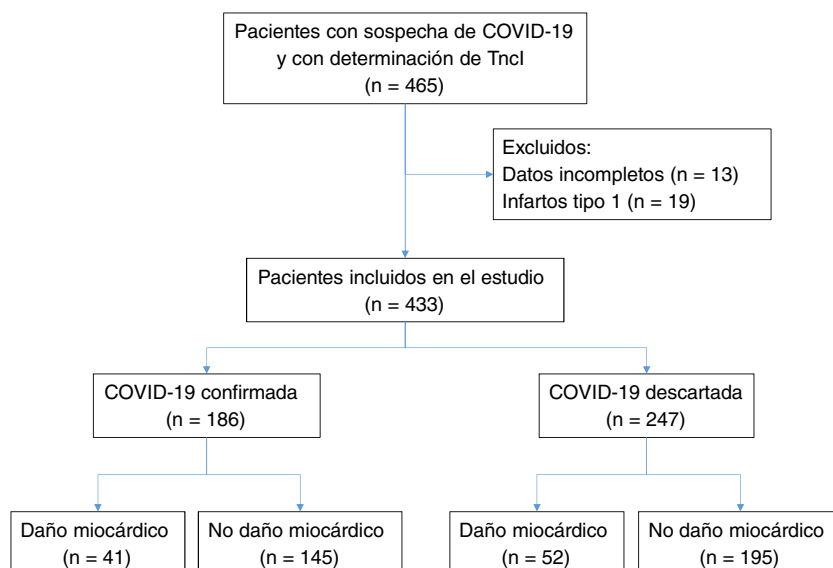 Pacientes con sospecha de COVID-19
y con determinación de TncI
(n = 465)
Excluidos:
Datos incompletos (n = 13)
Infartos tipo 1 (n = 19)
Pacientes incluidos en el estudio
(n = 433)
COVID-19 confirmada
(n = 186)
COVID-19 descartada
(n = 247)
Daño miocárdico
(n = 41)
No daño miocárdico
(n = 145)
Daño miocárdico
(n = 52)
No daño miocárdico
(n = 195)